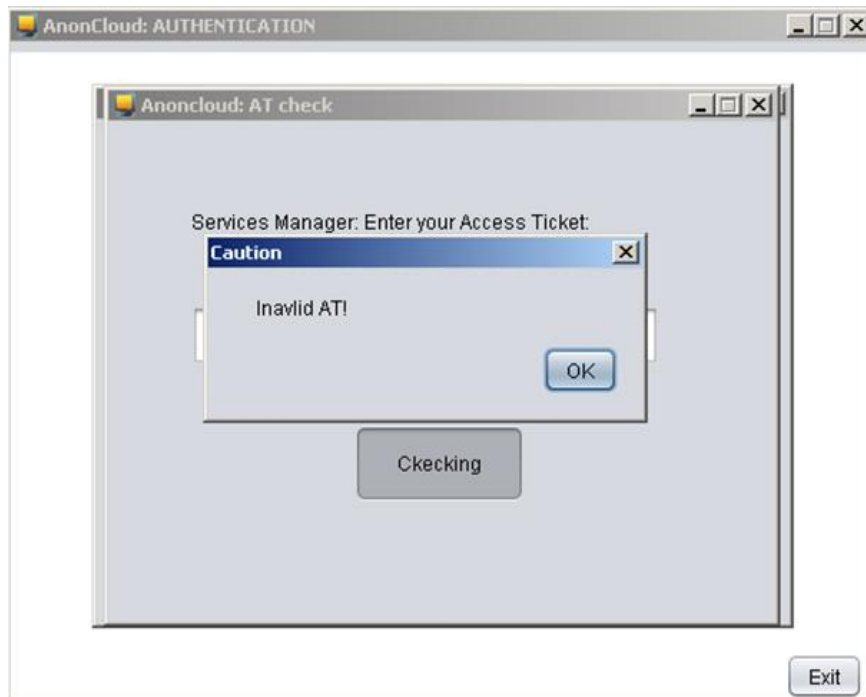 AnonCloud: AUTHENTICATION
Anoncloud: AT check
Services Manager: Enter your Access Ticket:
Caution
Inavlid AT!
OK
Ckecking
Exit